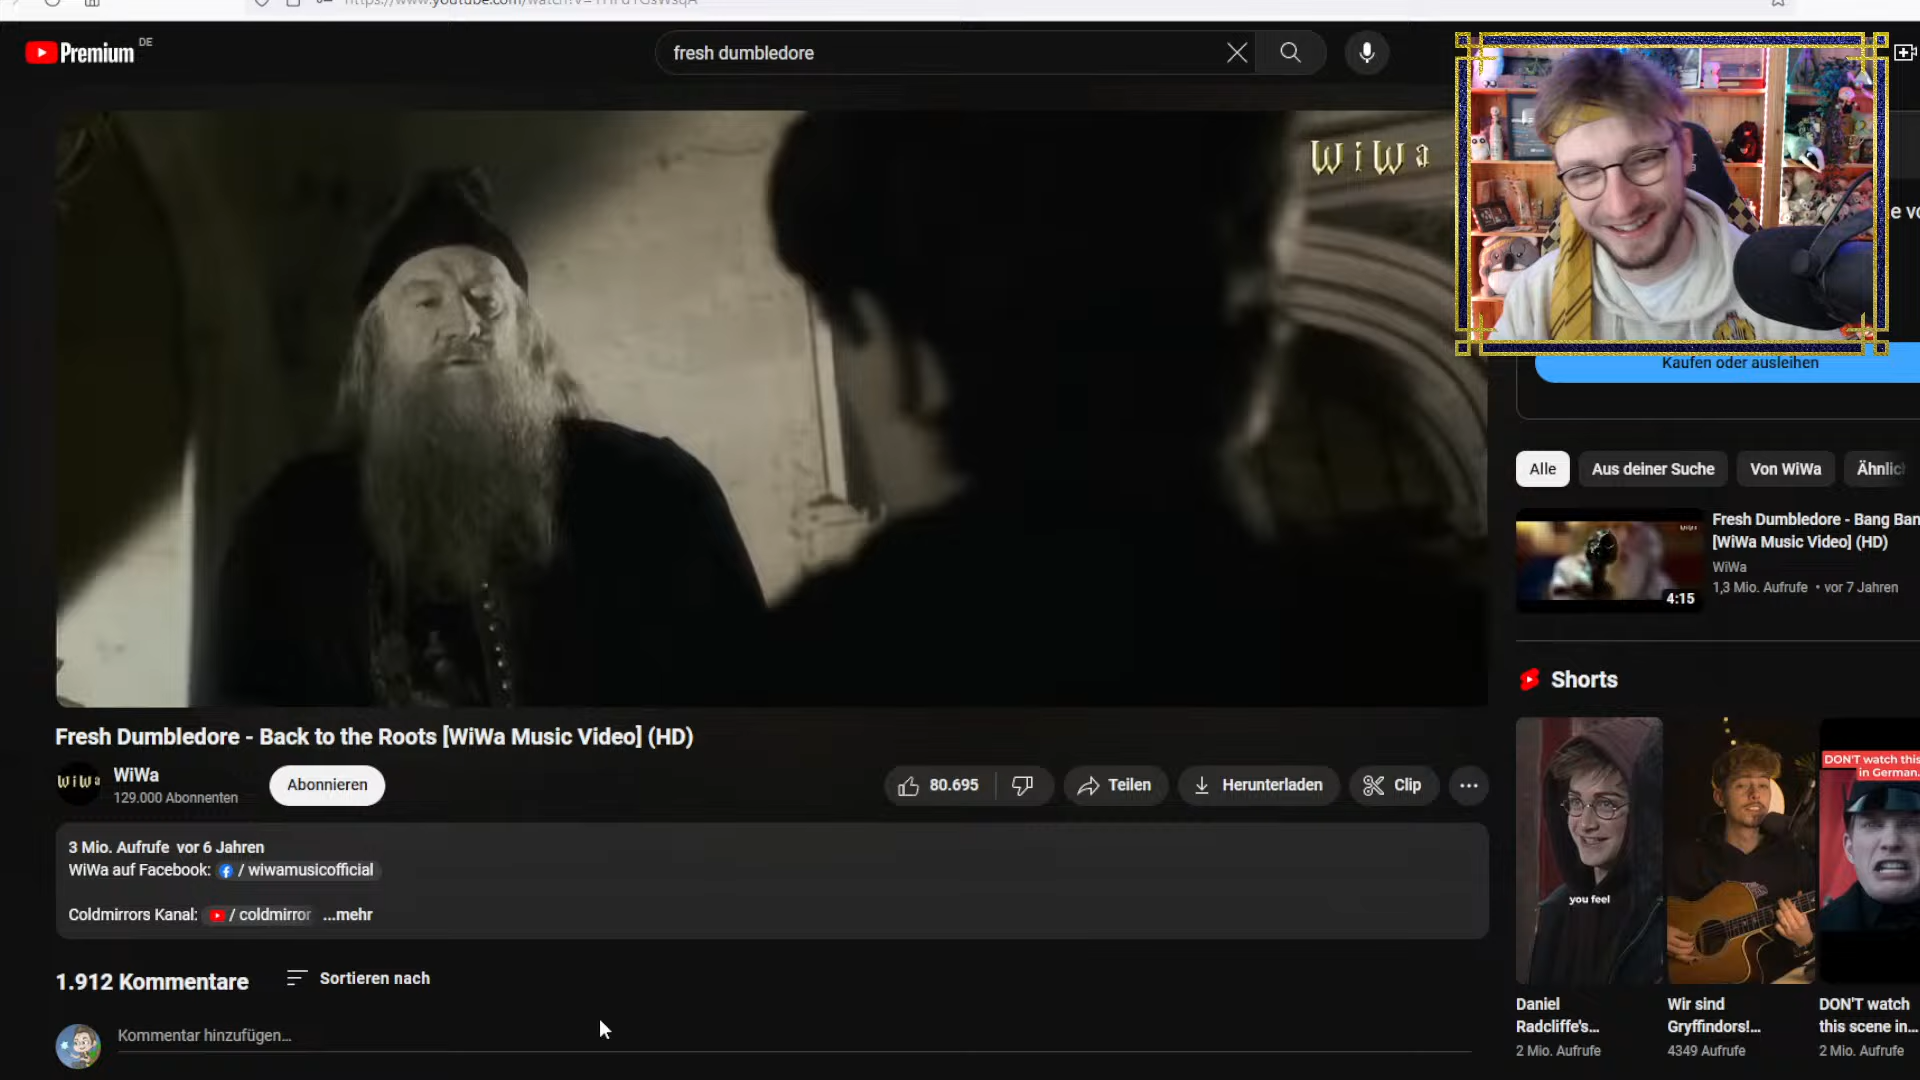 Premium DE
fresh dumbledore
WiWa
Kaufen oder ausleihen
Alle
Aus deiner Suche
Von WiWa
Ähnlic
Fresh Dumbledore - Bang Ban
[WiWa Music Video] (HD)
WiWa
1,3 Mio. Aufrufe • vor 7 Jahren
4:15
Shorts
you feel
DON'T watch this
in German.
Daniel
Radcliffe's...
2 Mio. Aufrufe
Wir sind
Gryffindors!...
4349 Aufrufe
DON'T watch
this scene in...
2 Mio. Aufrufe
Fresh Dumbledore - Back to the Roots [WiWa Music Video] (HD)
WiWa
WiWa
129.000 Abonnenten
Abonnieren
80.695
Teilen
Herunterladen
Clip
3 Mio. Aufrufe vor 6 Jahren
WiWa auf Facebook: / wiwamusicofficial
Coldmirrors Kanal: / coldmirror ...mehr
1.912 Kommentare
Sortieren nach
Kommentar hinzufügen...